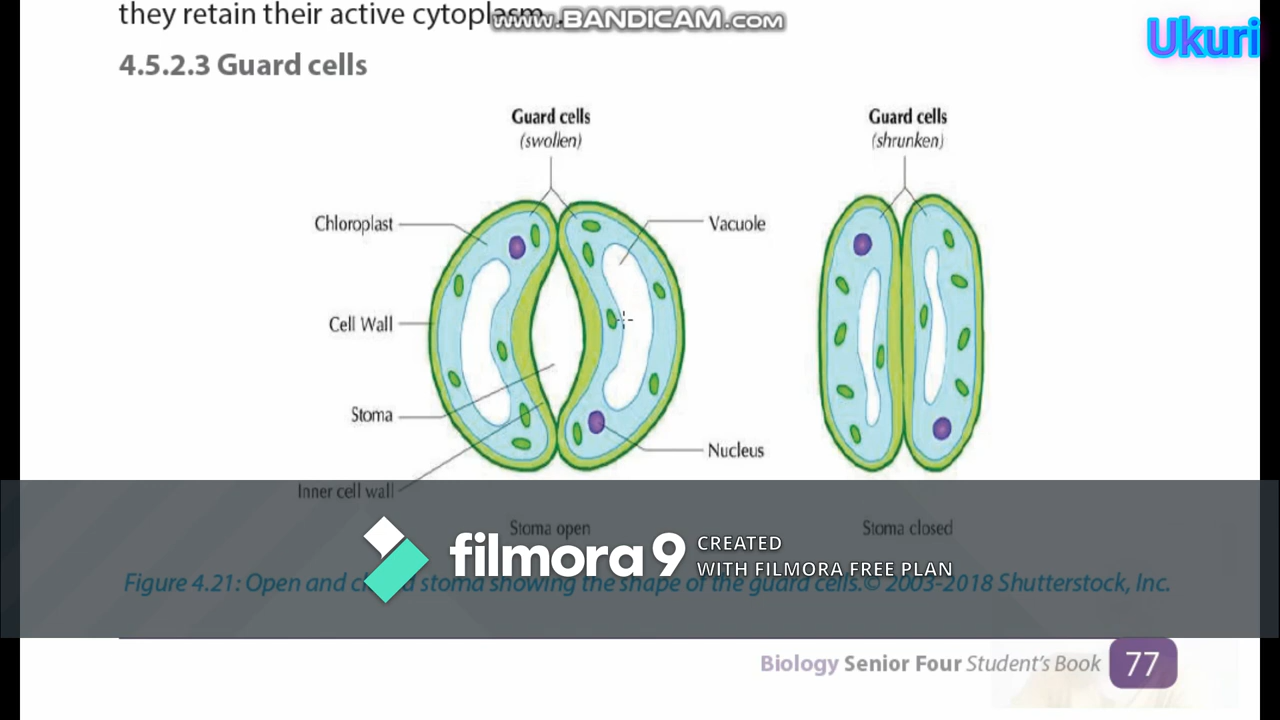 they retain their active cytoplasm
www.BANDICAM.com
Ukuri
4.5.2.3 Guard cells
Guard cells
(swollen)
Guard cells
(shrunken)
Chloroplast
Vacuole
Cell Wall
Stoma
Nucleus
Inner cell wall
Stoma open
Stoma closed
filmora9
CREATED
WITH FILMORA FREE PLAN
Figure 4.21: Open and closed stoma showing the shape of the guard cells.© 2003-2018 Shutterstock, Inc.
Biology Senior Four Student's Book 77